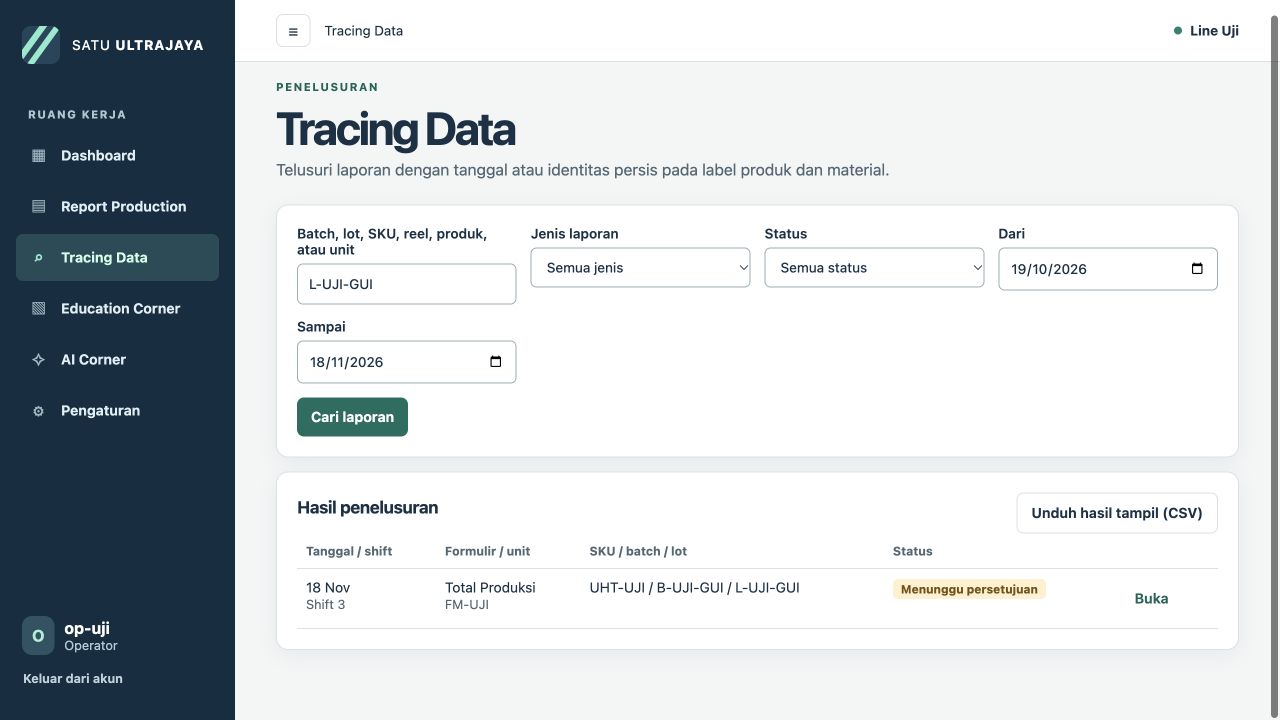 SATU ULTRAJAYA
RUANG KERJA
Dashboard
Report Production
Tracing Data
Education Corner
AI Corner
Pengaturan
O
op-uji
Operator
Keluar dari akun
Tracing Data
Line Uji
PENELUSURAN
Tracing Data
Telusuri laporan dengan tanggal atau identitas persis pada label produk dan material.
Batch, lot, SKU, reel, produk,
atau unit
L-UJI-GUI
Jenis laporan
Semua jenis
Status
Semua status
Dari
19/10/2026
Sampai
18/11/2026
Cari laporan
Hasil penelusuran
Unduh hasil tampil (CSV)
Tanggal / shift Formulir / unit SKU / batch / lot Status
18 Nov Total Produksi UHT-UJI / B-UJI-GUI / L-UJI-GUI Menunggu persetujuan
Shift 3 FM-UJI
Buka